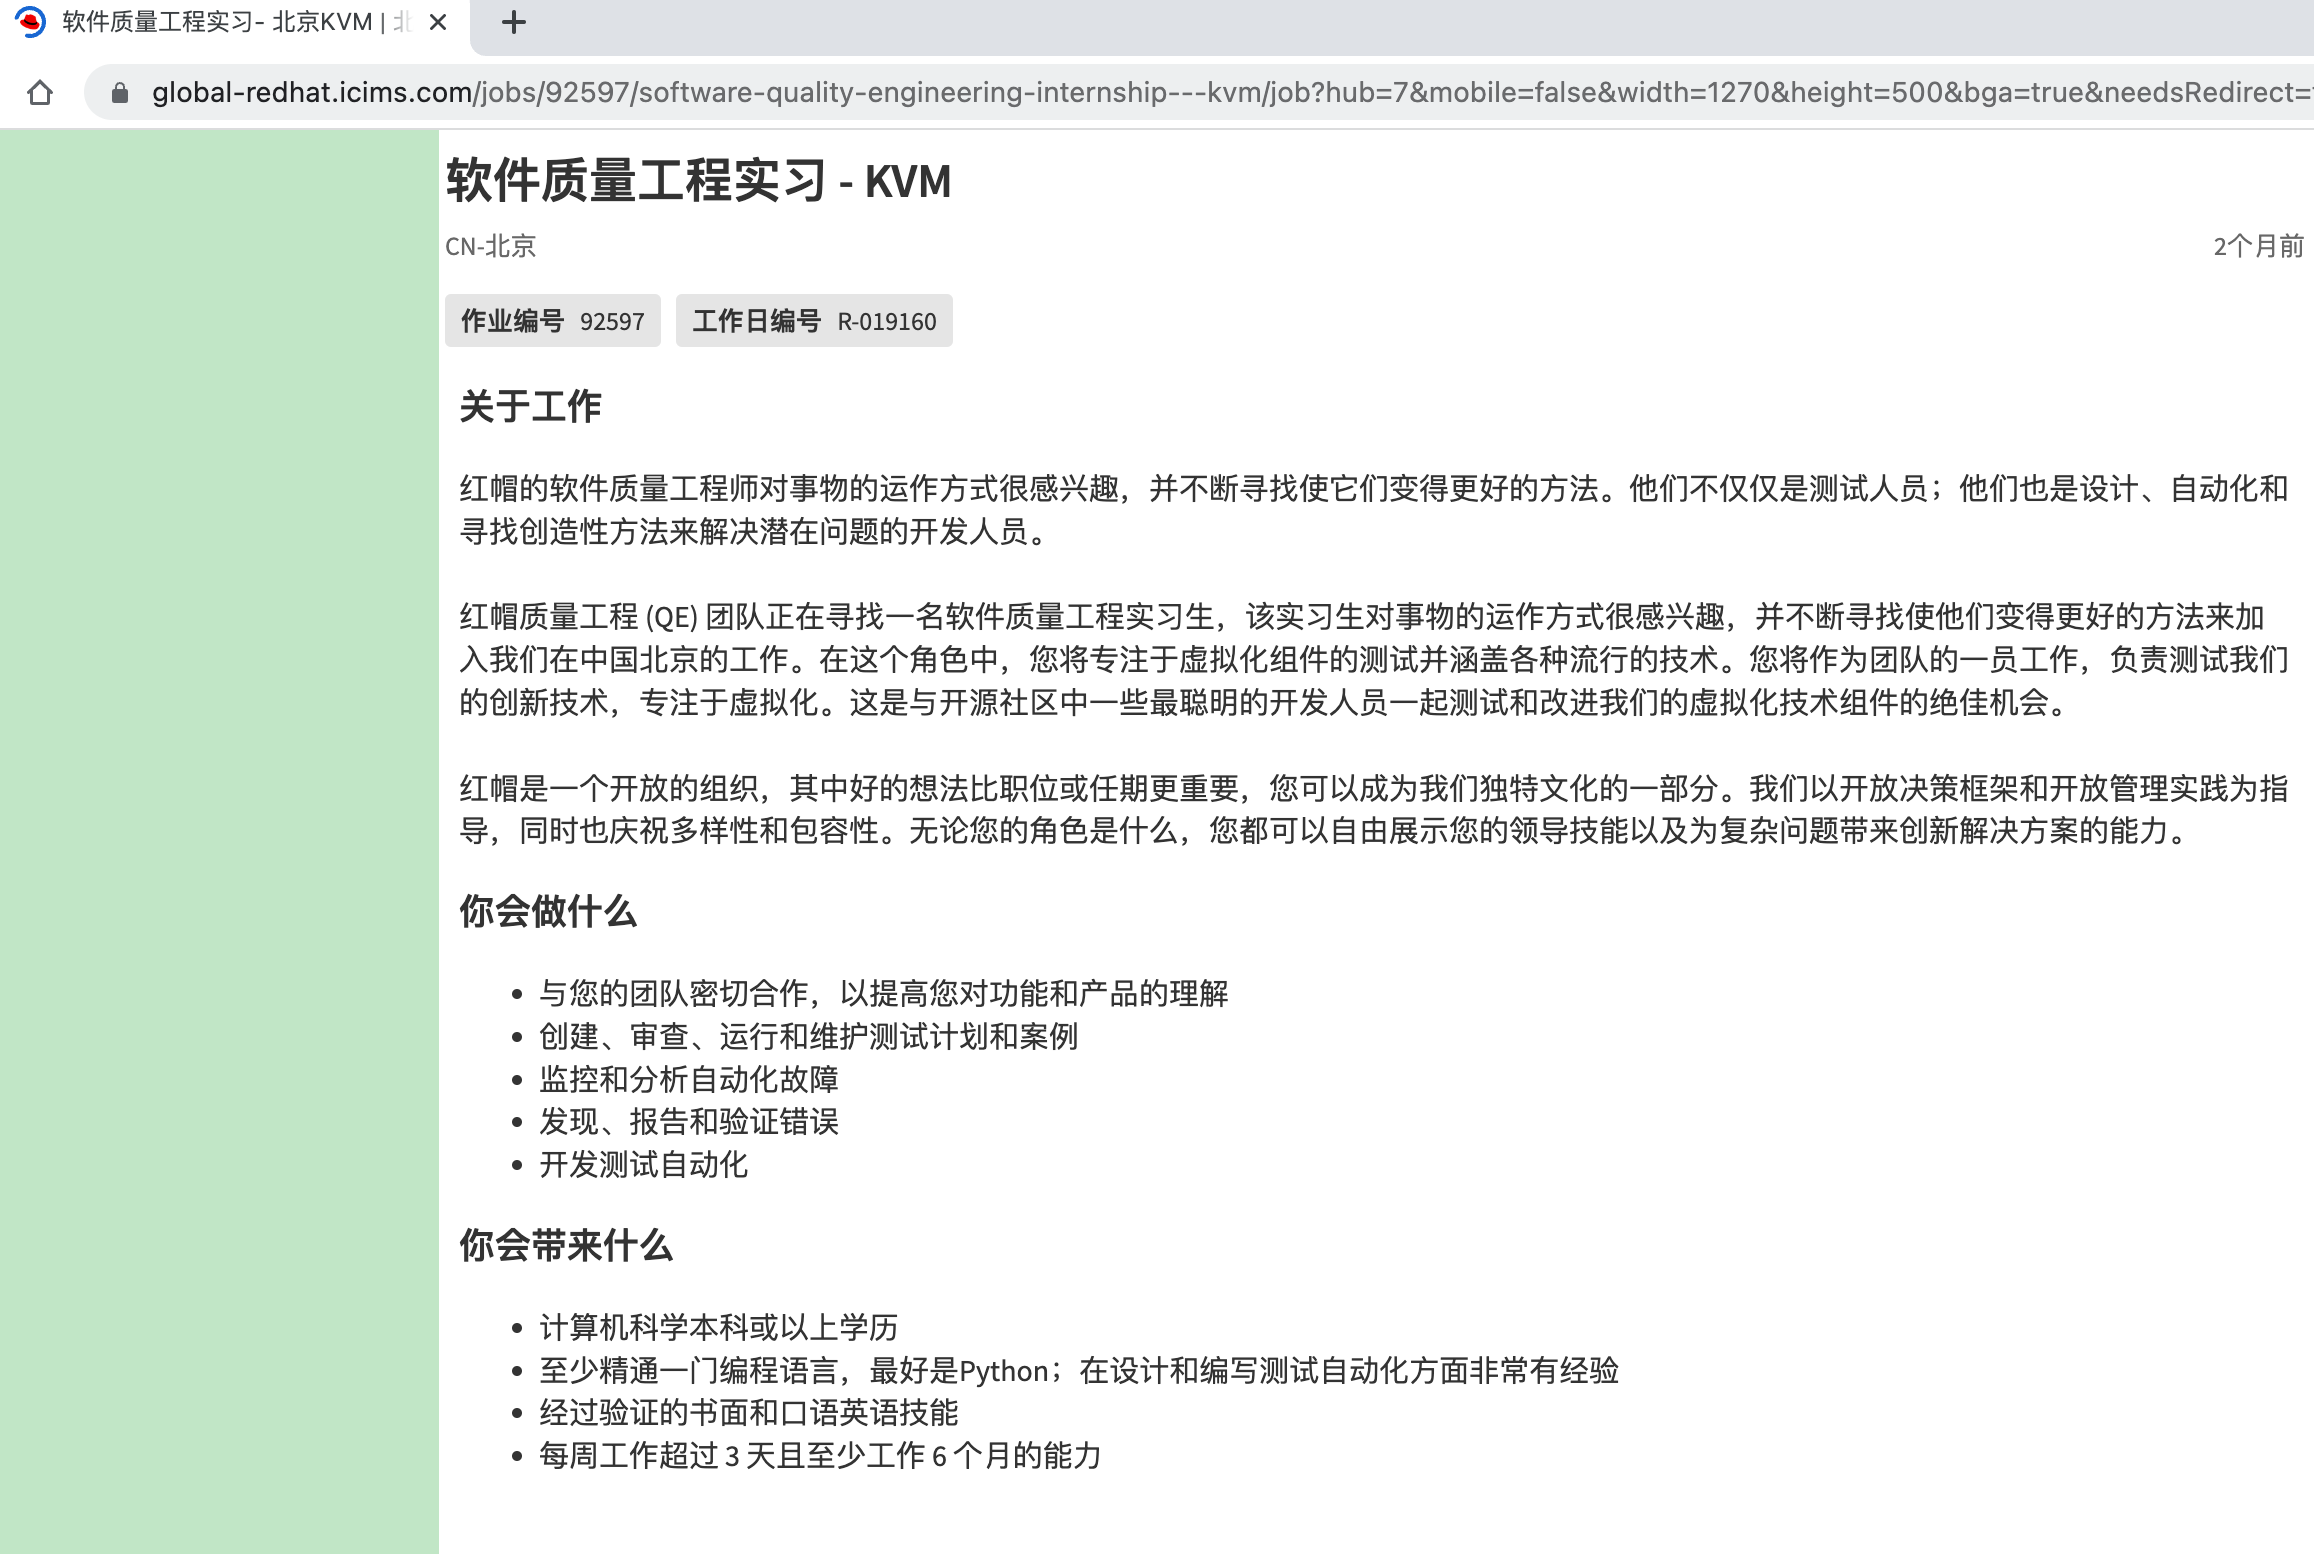 软件质量工程实习- 北京KVM |
global-redhat.icims.com/jobs/92597/software-quality-engineering-internship---kvm/job?hub=7&mobile=false&width=1270&height=500&bga=true&needsRedirect=
软件质量工程实习 - KVM
CN-北京
2个月前
作业编号 92597 工作日编号 R-019160
关于工作
红帽的软件质量工程师对事物的运作方式很感兴趣，并不断寻找使它们变得更好的方法。他们不仅仅是测试人员；他们也是设计、自动化和
寻找创造性方法来解决潜在问题的开发人员。
红帽质量工程 (QE) 团队正在寻找一名软件质量工程实习生，该实习生对事物的运作方式很感兴趣，并不断寻找使他们变得更好的方法来加
入我们在中国北京的工作。在这个角色中，您将专注于虚拟化组件的测试并涵盖各种流行的技术。您将作为团队的一员工作，负责测试我们
的创新技术，专注于虚拟化。这是与开源社区中一些最聪明的开发人员一起测试和改进我们的虚拟化技术组件的绝佳机会。
红帽是一个开放的组织，其中好的想法比职位或任期更重要，您可以成为我们独特文化的一部分。我们以开放决策框架和开放管理实践为指
导，同时也庆祝多样性和包容性。无论您的角色是什么，您都可以自由展示您的领导技能以及为复杂问题带来创新解决方案的能力。
你会做什么
• 与您的团队密切合作，以提高您对功能和产品的理解
• 创建、审查、运行和维护测试计划和案例
• 监控和分析自动化故障
• 发现、报告和验证错误
• 开发测试自动化
你会带来什么
• 计算机科学本科或以上学历
• 至少精通一门编程语言，最好是Python；在设计和编写测试自动化方面非常有经验
• 经过验证的书面和口语英语技能
• 每周工作超过 3 天且至少工作 6 个月的能力